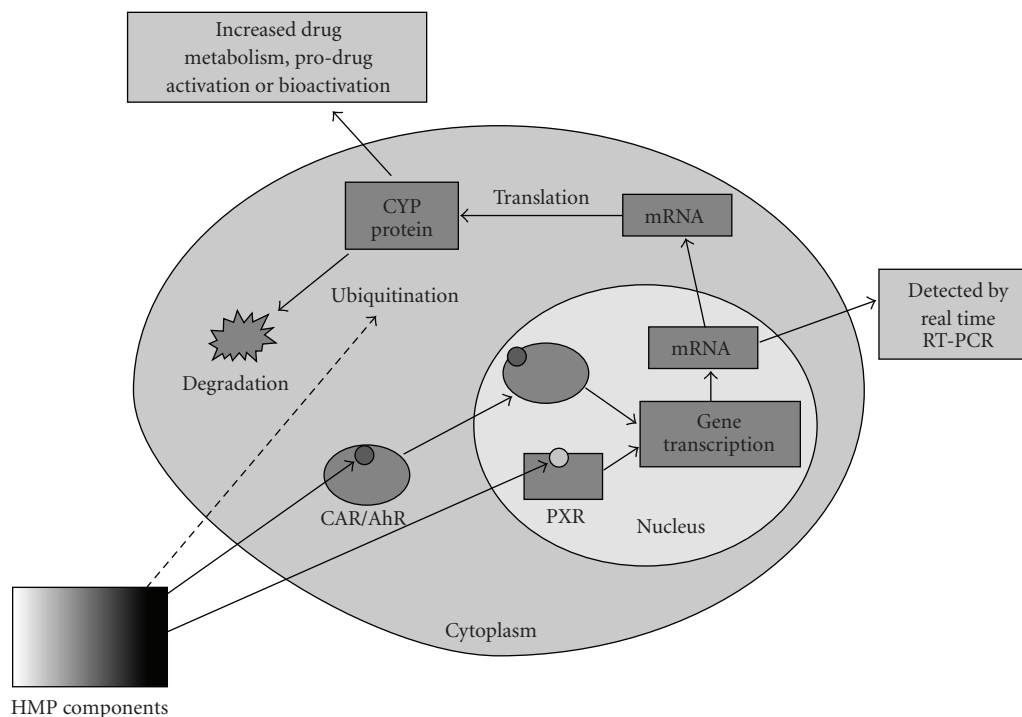 Increased drug
metabolism, pro-drug
activation or bioactivation
CYP
protein
Translation
mRNA
Ubiquitination
Detected by
real time
RT-PCR
mRNA
Degradation
Gene
transcription
CAR/AhR
PXR
Nucleus
Cytoplasm
HMP components